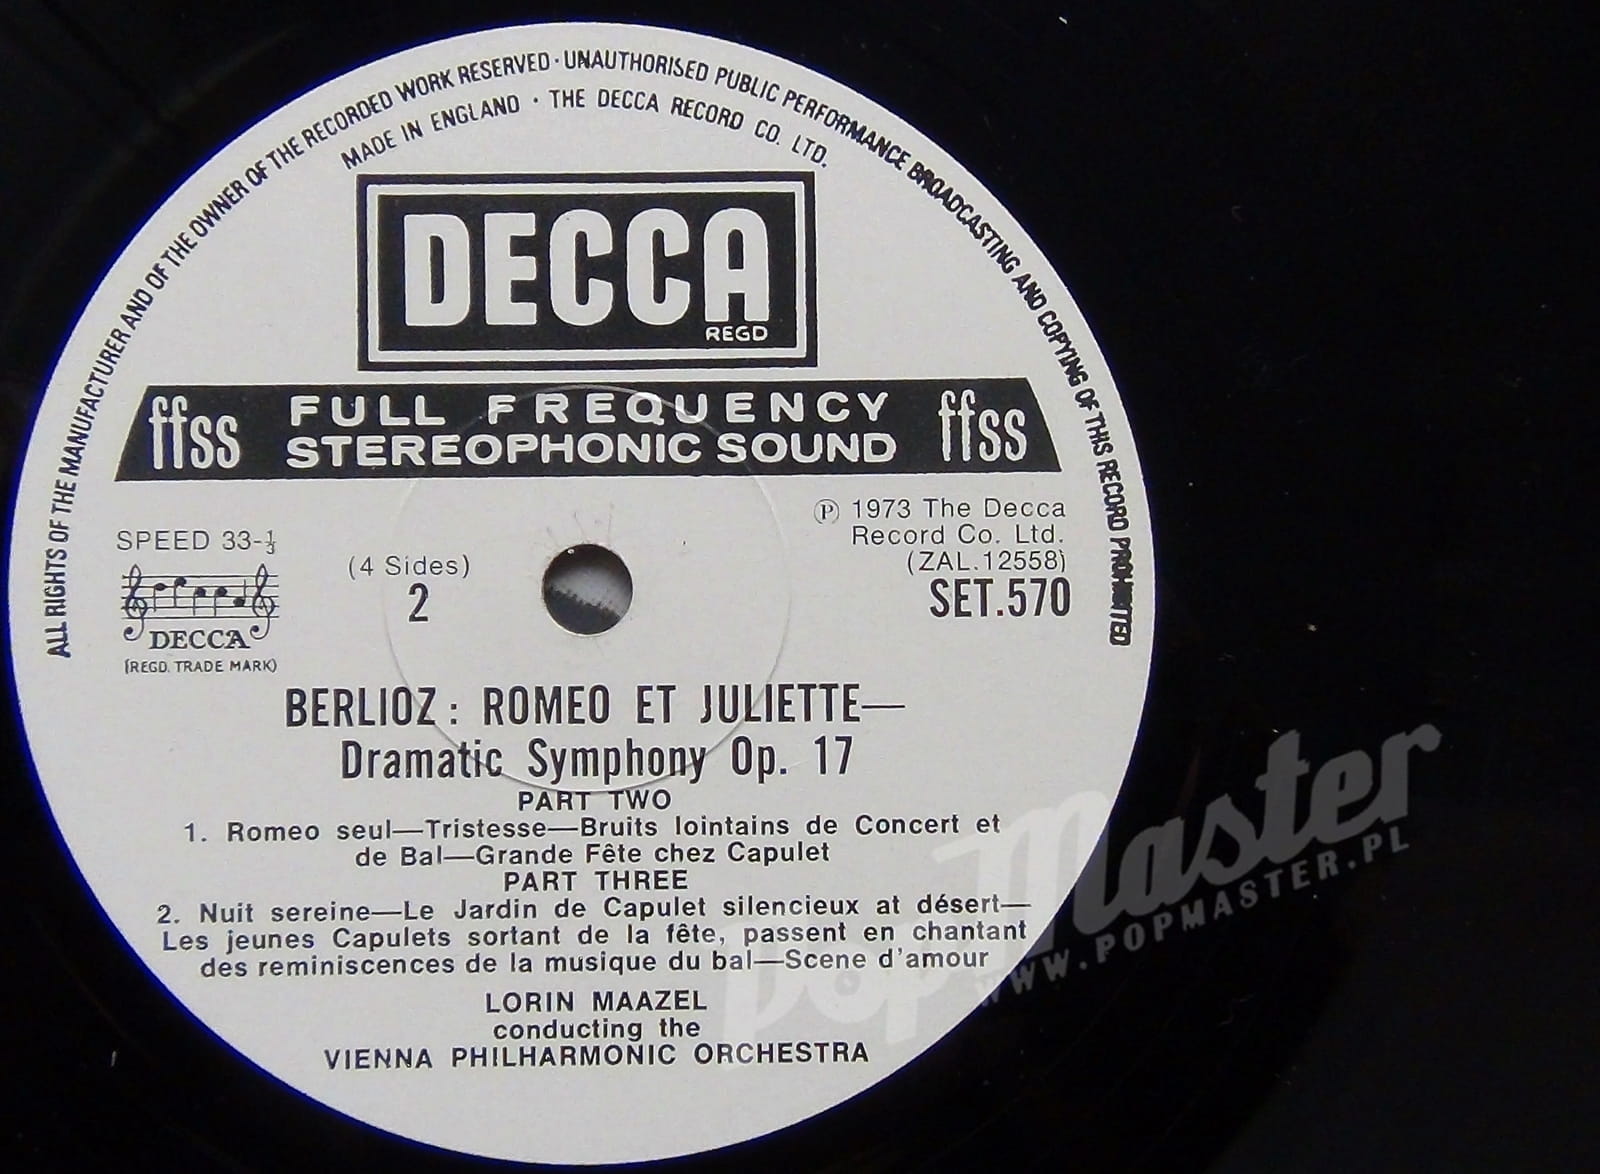 ALL RIGHTS OF THE MANUFACTURER AND OF THE OWNER OF THE RECORDED WORK RESERVED · UNAUTHORISED PUBLIC PERFORMANCE BROADCASTING AND COPYING OF THIS RECORD PROHIBITED
MADE IN ENGLAND · THE DECCA RECORD CO. LTD.
DECCA
REGD
ffss FULL FREQUENCY ffss
STEREOPHONIC SOUND
SPEED 33-⅓
DECCA
(REGD. TRADE MARK)
(4 Sides)
2
Ⓟ 1973 The Decca
Record Co. Ltd.
(ZAL.12558)
SET.570
BERLIOZ: ROMEO ET JULIETTE—
Dramatic Symphony Op. 17
PART TWO
1. Romeo seul—Tristesse—Bruits lointains de Concert et
de Bal—Grande Fête chez Capulet
PART THREE
2. Nuit sereine—Le Jardin de Capulet silencieux at désert—
Les jeunes Capulets sortant de la fête, passent en chantant
des reminiscences de la musique du bal—Scene d'amour
LORIN MAAZEL
conducting the
VIENNA PHILHARMONIC ORCHESTRA
PopMaster
WWW.POPMASTER.PL